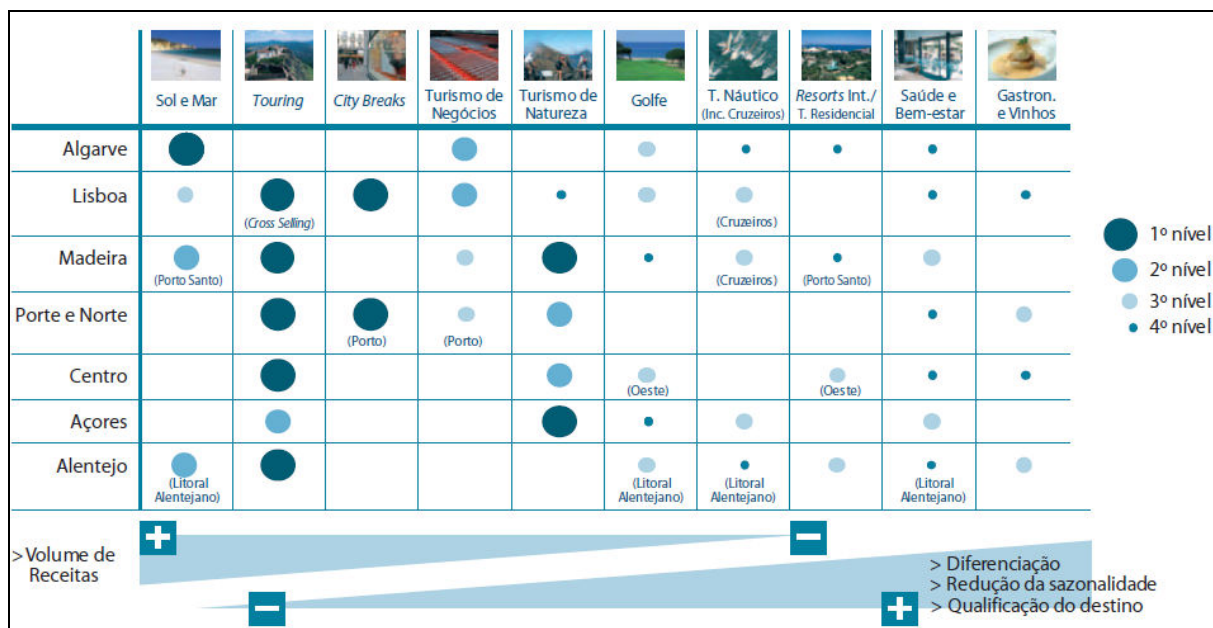 Sol e Mar
Touring
City Breaks
Turismo de
Negócios
Turismo de
Natureza
Golfe
T. Náutico
(Inc. Cruzeiros)
Resorts Int./
T. Residencial
Saúde e
Bem-estar
Gastron.
e Vinhos
Algarve
Lisboa
(Cross Selling)
(Cruzeiros)
Madeira
(Porto Santo)
(Cruzeiros)
(Porto Santo)
Porte e Norte
(Porto)
(Porto)
Centro
(Oeste)
(Oeste)
Açores
Alentejo
(Litoral
Alentejano)
(Litoral
Alentejano)
(Litoral
Alentejano)
(Litoral
Alentejano)
1º nível
2º nível
3º nível
4º nível
+
−
> Volume de
Receitas
> Diferenciação
> Redução da sazonalidade
> Qualificação do destino
−
+